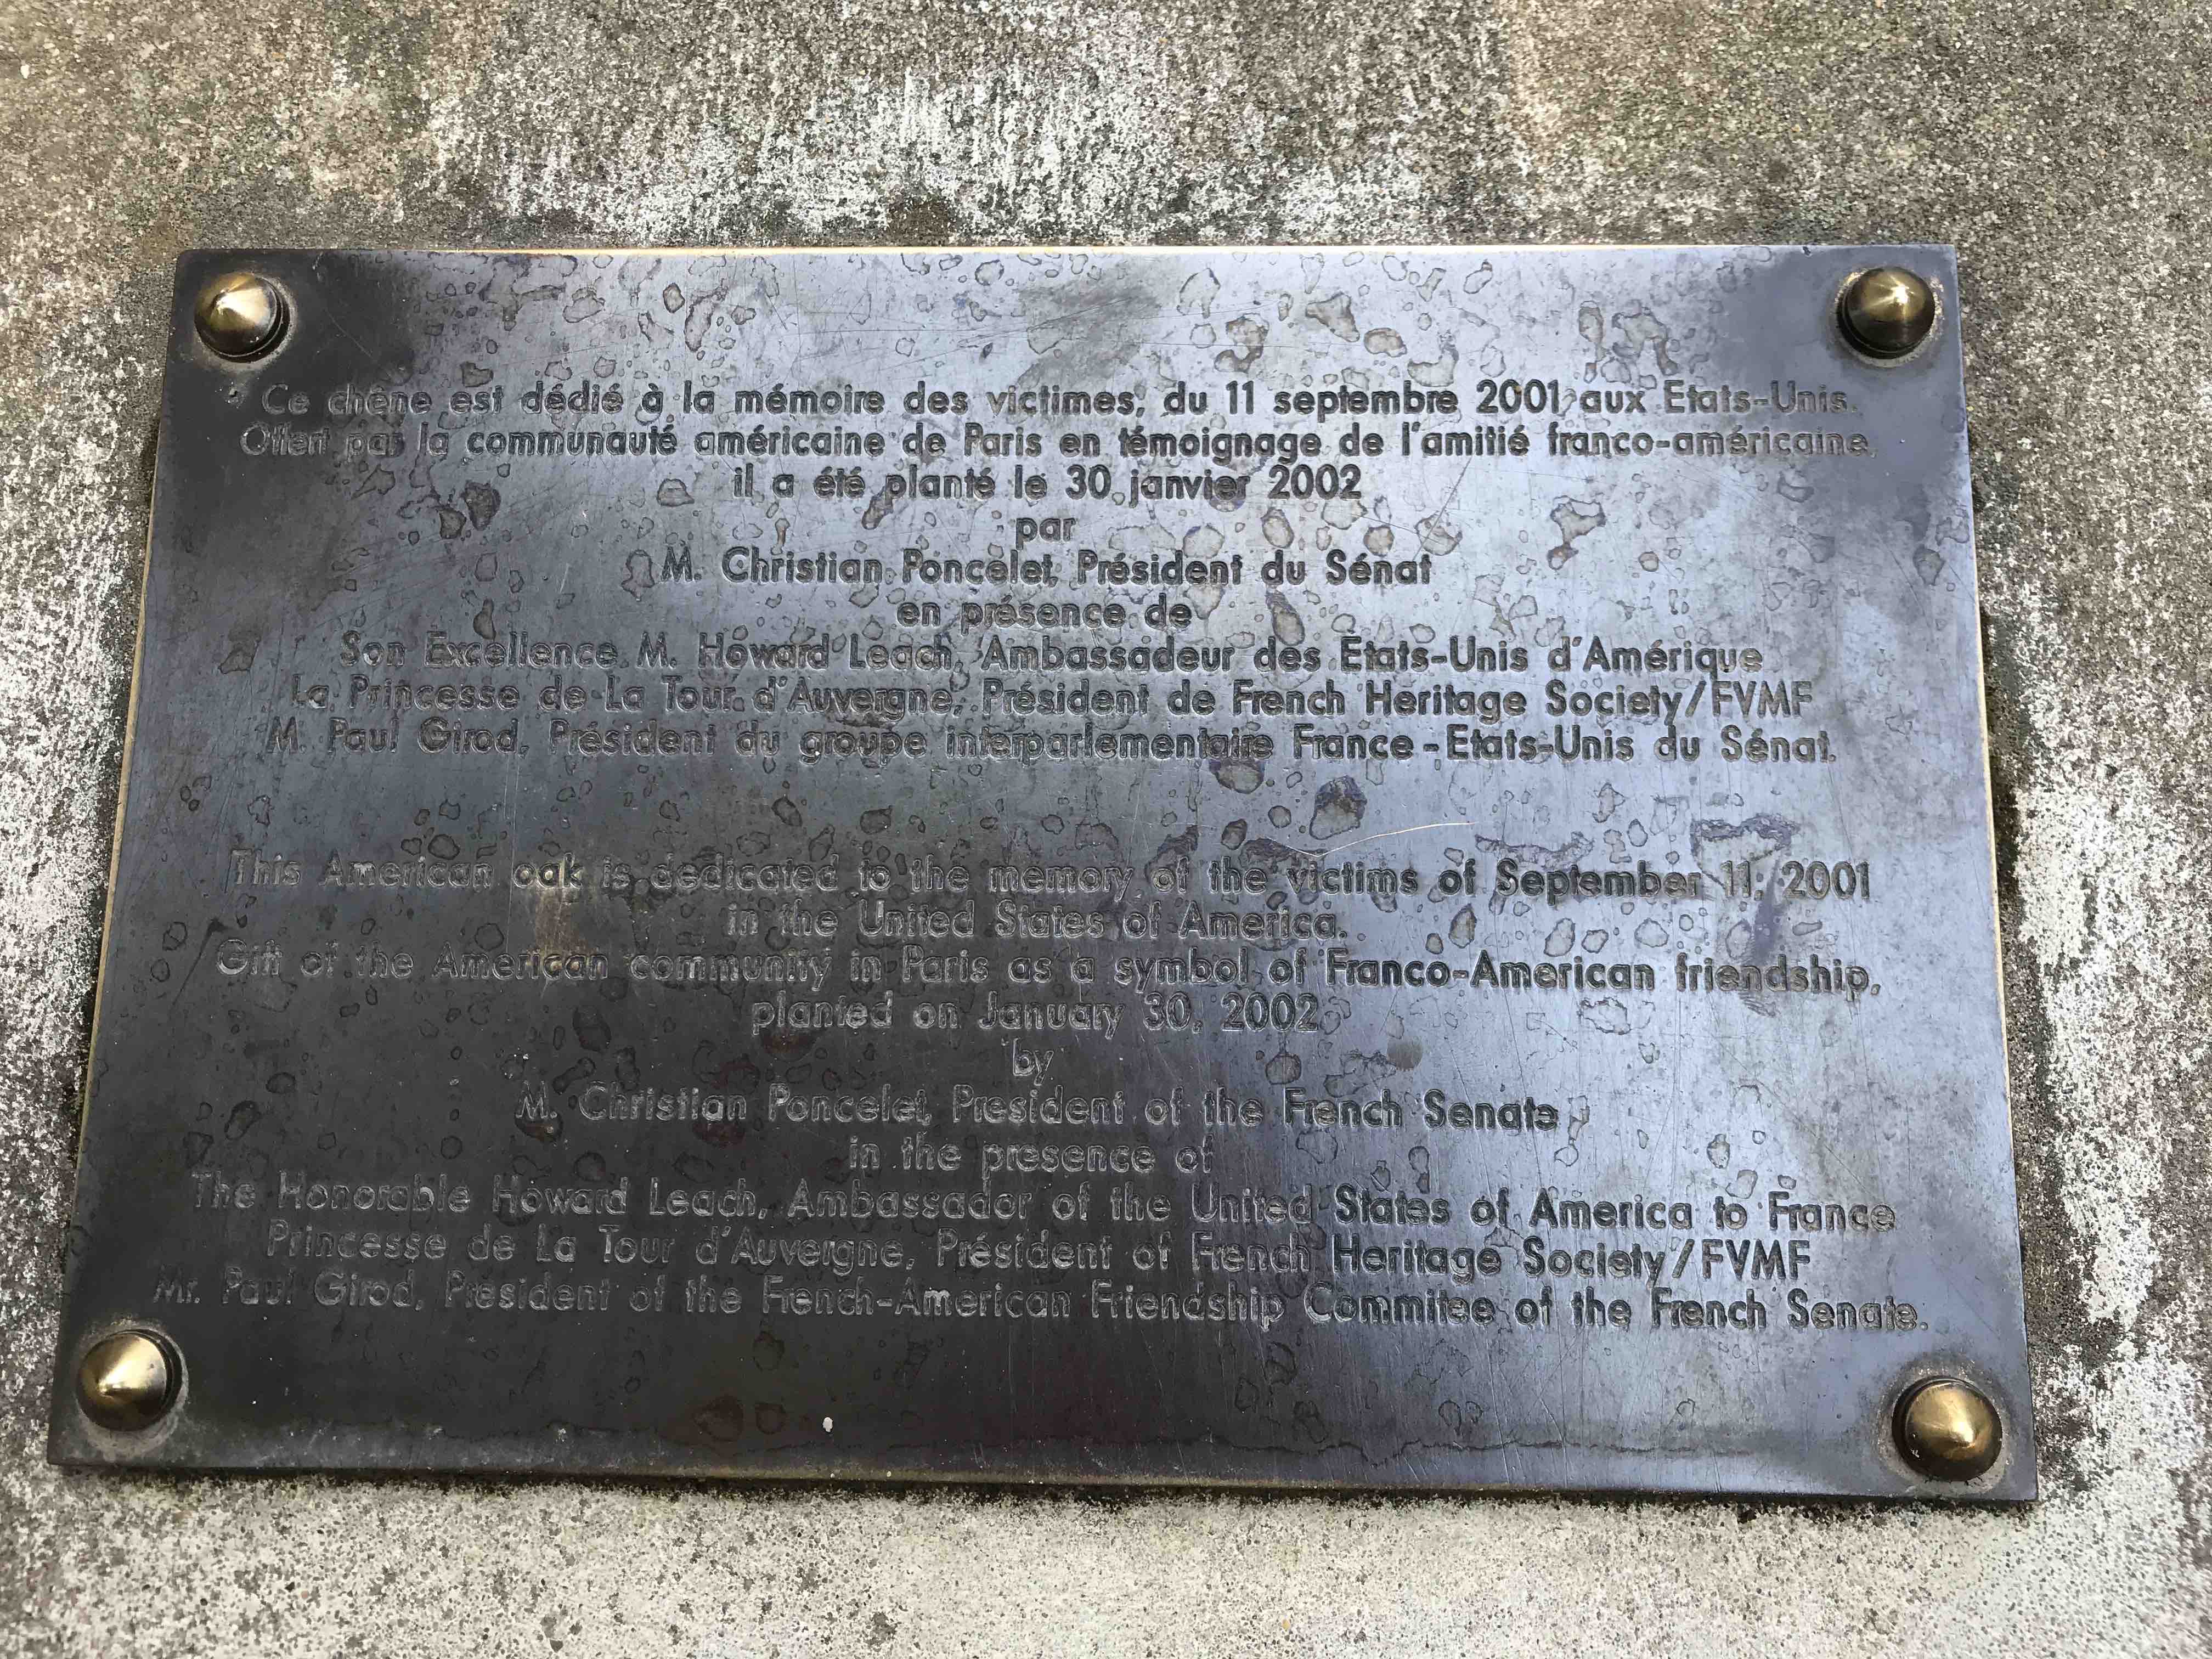 Ce chêne est dédié à la mémoire des victimes, du 11 septembre 2001 aux Etats-Unis.
Offert par la communauté américaine de Paris en témoignage de l'amitié franco-américaine,
il a été planté le 30 janvier 2002
par
M. Christian Poncelet, Président du Sénat
en présence de
Son Excellence M. Howard Leach, Ambassadeur des Etats-Unis d'Amérique
La Princesse de La Tour d'Auvergne, Président de French Heritage Society/FVMF
M. Paul Girod, Président du groupe interparlementaire France-Etats-Unis du Sénat.
This American oak is dedicated to the memory of the victims of September 11, 2001
in the United States of America.
Gift of the American community in Paris as a symbol of Franco-American friendship,
planted on January 30, 2002
by
M. Christian Poncelet, President of the French Senate
in the presence of
The Honorable Howard Leach, Ambassador of the United States of America to France
Princesse de La Tour d'Auvergne, Président of French Heritage Society/FVMF
Mr. Paul Girod, President of the French-American Friendship Commitee of the French Senate.